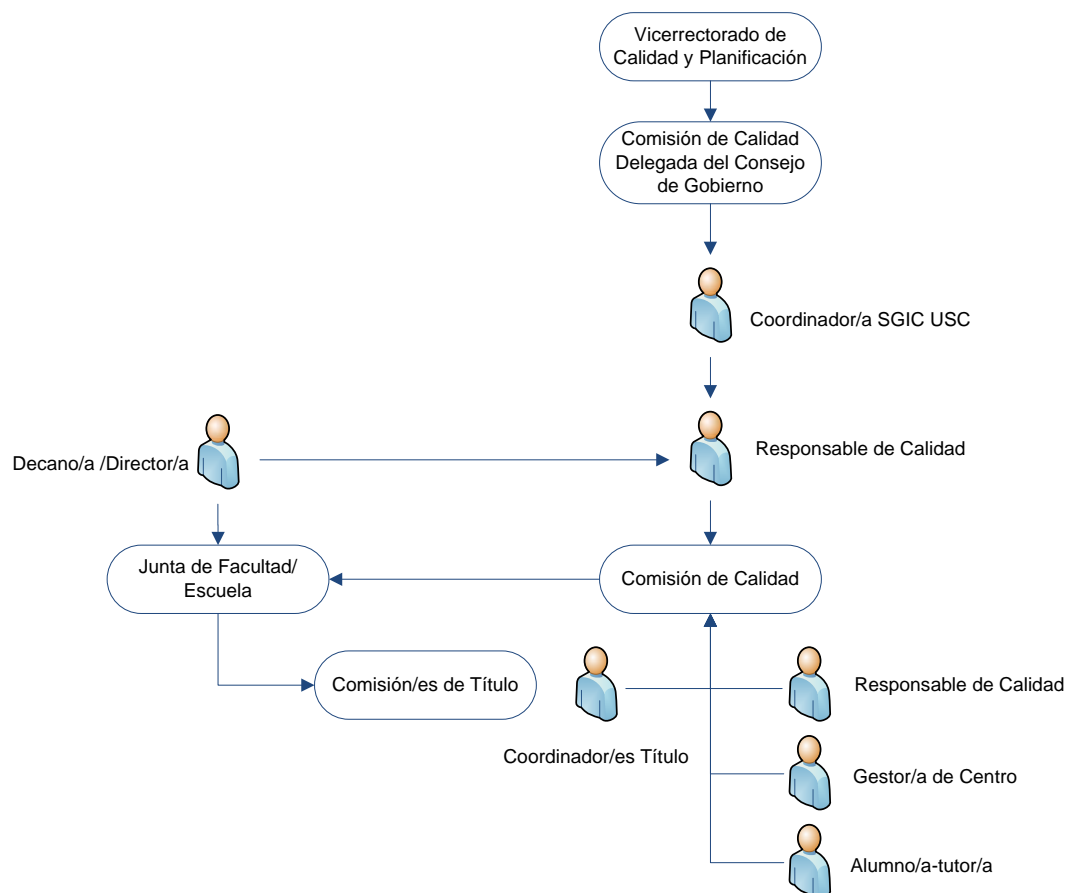 Vicerrectorado de
Calidad y Planificación
Comisión de Calidad
Delegada del Consejo
de Gobierno
Coordinador/a SGIC USC
Decano/a /Director/a
Responsable de Calidad
Junta de Facultad/
Escuela
Comisión de Calidad
Comisión/es de Título
Coordinador/es Título
Responsable de Calidad
Gestor/a de Centro
Alumno/a-tutor/a